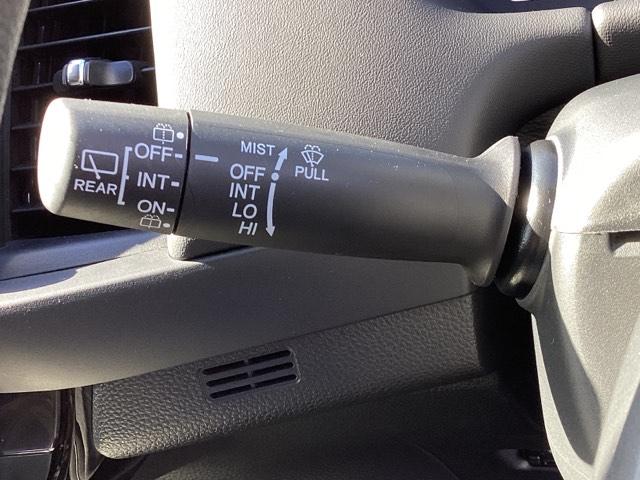 REAR
OFF
INT
ON
MIST
OFF
INT
LO
HI
PULL